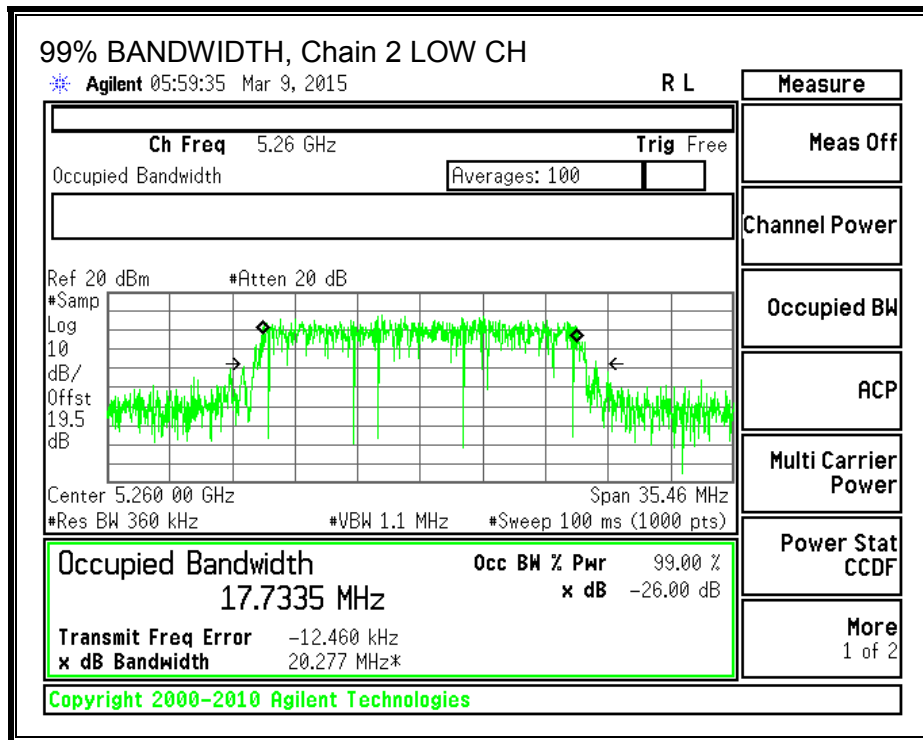 99% BANDWIDTH, Chain 2 LOW CH
Agilent 05:59:35 Mar 9, 2015 R L
Measure
Ch Freq 5.26 GHz Trig Free
Meas Off
Occupied Bandwidth Averages: 100
Channel Power
Ref 20 dBm #Atten 20 dB
#Samp
Log
10
dB/
Offst
19.5
dB
Occupied BW
ACP
Center 5.260 00 GHz Span 35.46 MHz
#Res BW 360 kHz #VBW 1.1 MHz #Sweep 100 ms (1000 pts)
Multi Carrier
Power
Occupied Bandwidth
17.7335 MHz
Occ BW % Pwr 99.00 %
x dB -26.00 dB
Power Stat
CCDF
Transmit Freq Error -12.460 kHz
x dB Bandwidth 20.277 MHz*
More
1 of 2
Copyright 2000-2010 Agilent Technologies